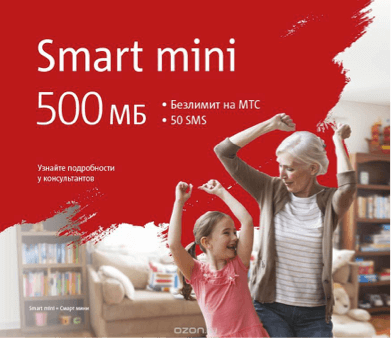 Smart mini
500 МБ
• Безлимит на МТС
• 50 SMS
Узнайте подробности
у консультантов
Smart mini = Смарт мини
OZON.ru